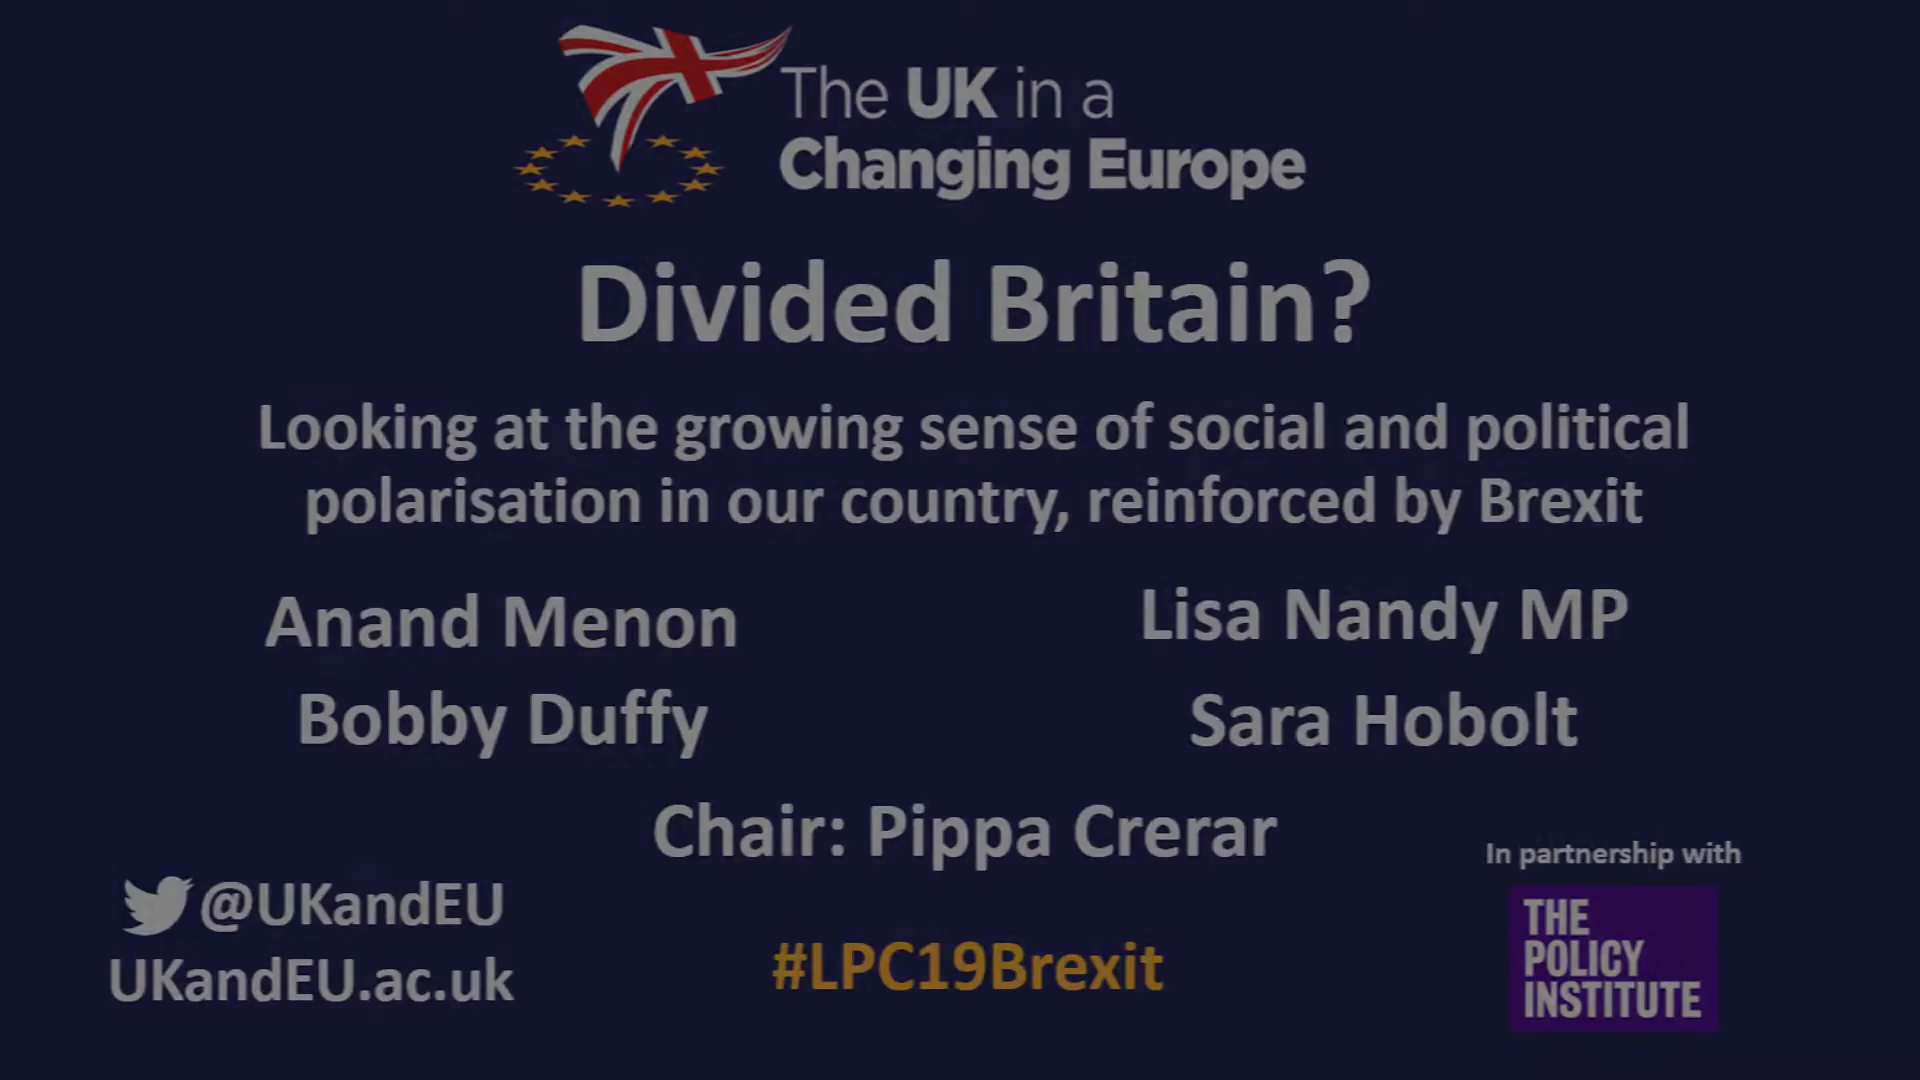 The UK in a
Changing Europe
Divided Britain?
Looking at the growing sense of social and political
polarisation in our country, reinforced by Brexit
Anand Menon
Lisa Nandy MP
Bobby Duffy
Sara Hobolt
Chair: Pippa Crerar
In partnership with
@UKandEU
UKandEU.ac.uk
#LPC19Brexit
THE
POLICY
INSTITUTE